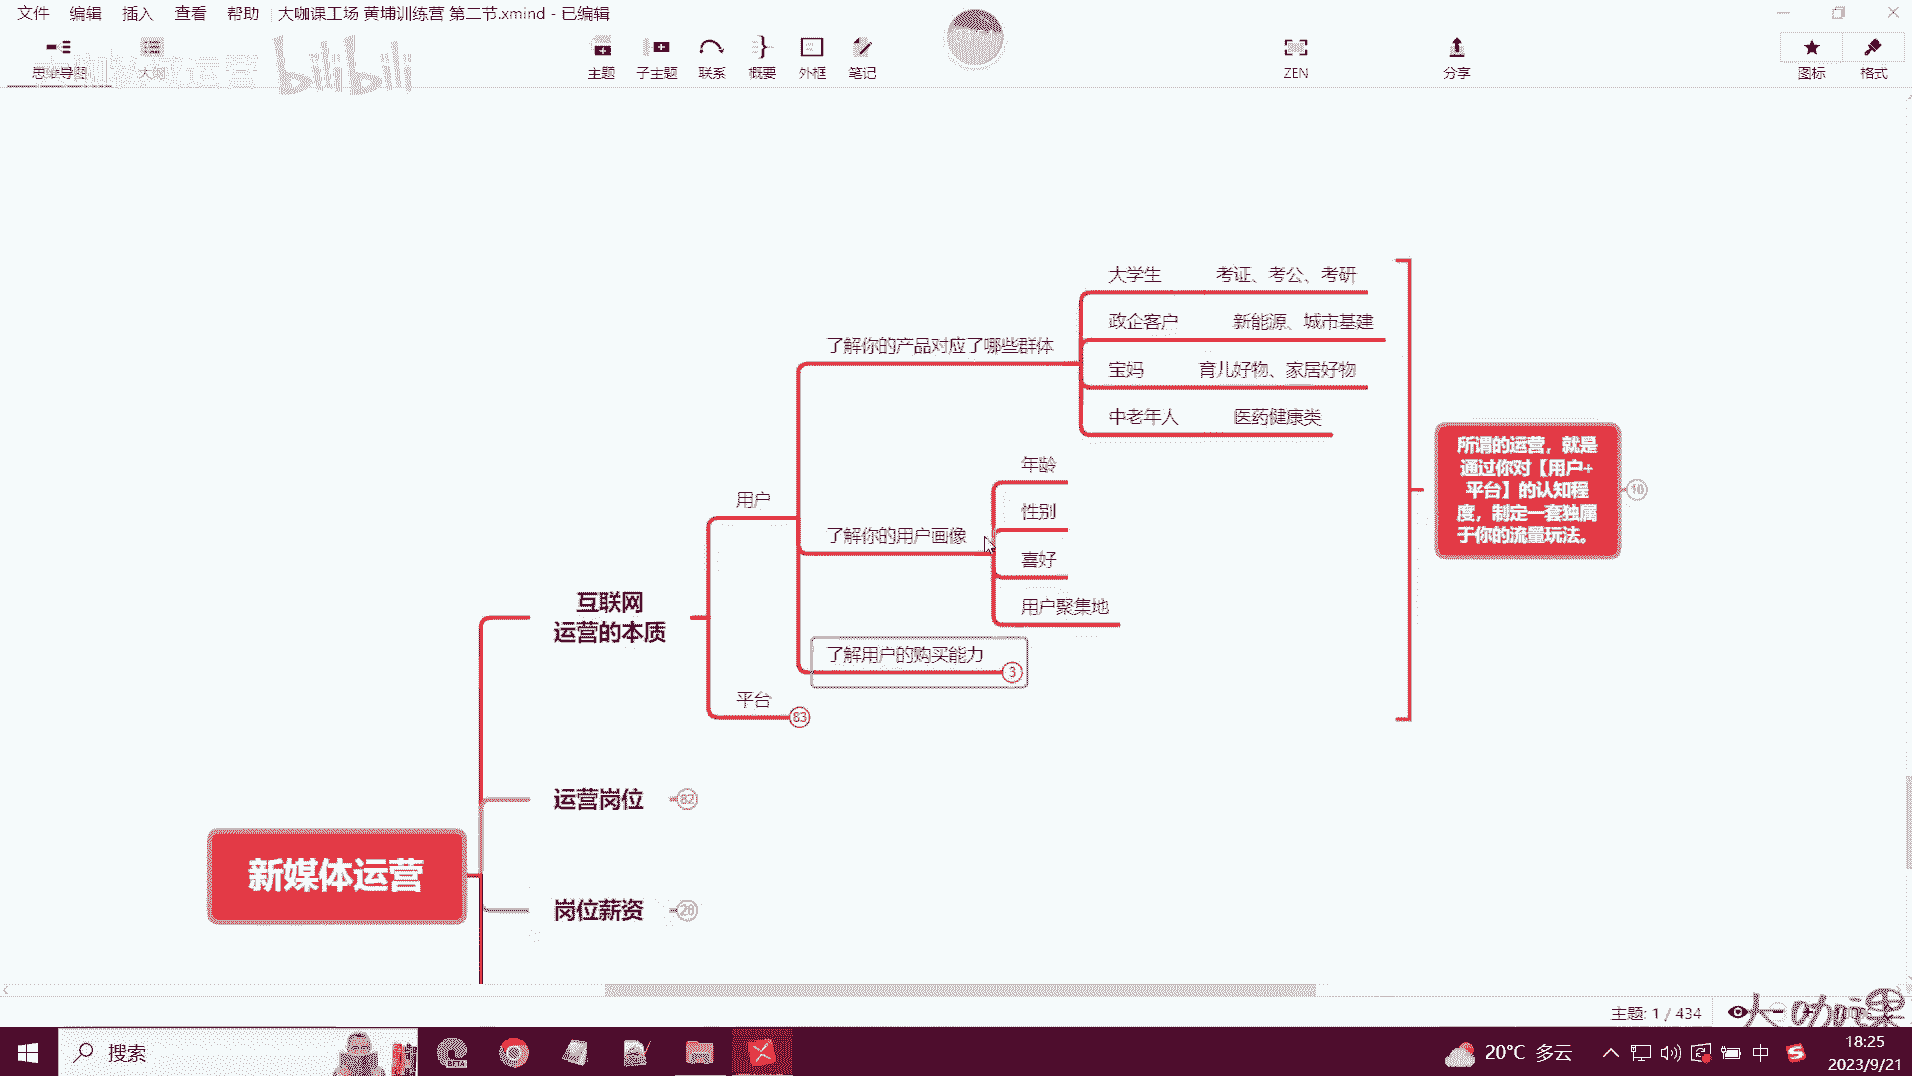 文件 编辑 插入 查看 帮助 大咖课工场 黄埔训练营 第二节.xmind - 已编辑
思维导图 大纲 主题 子主题 联系 概要 外框 笔记 ZEN 分享 图标 格式
bilibili
大学生 考证、考公、考研
政企客户 新能源、城市基建
了解你的产品对应了哪些群体
宝妈 育儿好物、家居好物
中老年人 医药健康类
所谓的运营，就是
通过你对【用户+
平台】的认知程
度，制定一套独属
于你的流量玩法。
10
年龄
用户
性别
了解你的用户画像
喜好
互联网
运营的本质
用户聚集地
了解用户的购买能力
3
平台
83
运营岗位 82
新媒体运营
岗位薪资 26
主题: 1 / 434
大咖课
搜索
BETA
20°C 多云
中
18:25
2023/9/21